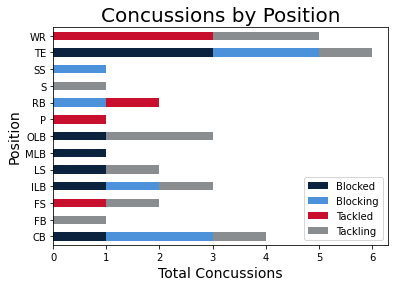 Concussions by Position
Position
WR
TE
SS
S
RB
P
OLB
MLB
LS
ILB
FS
FB
CB
Blocked
Blocking
Tackled
Tackling
0 1 2 3 4 5 6
Total Concussions